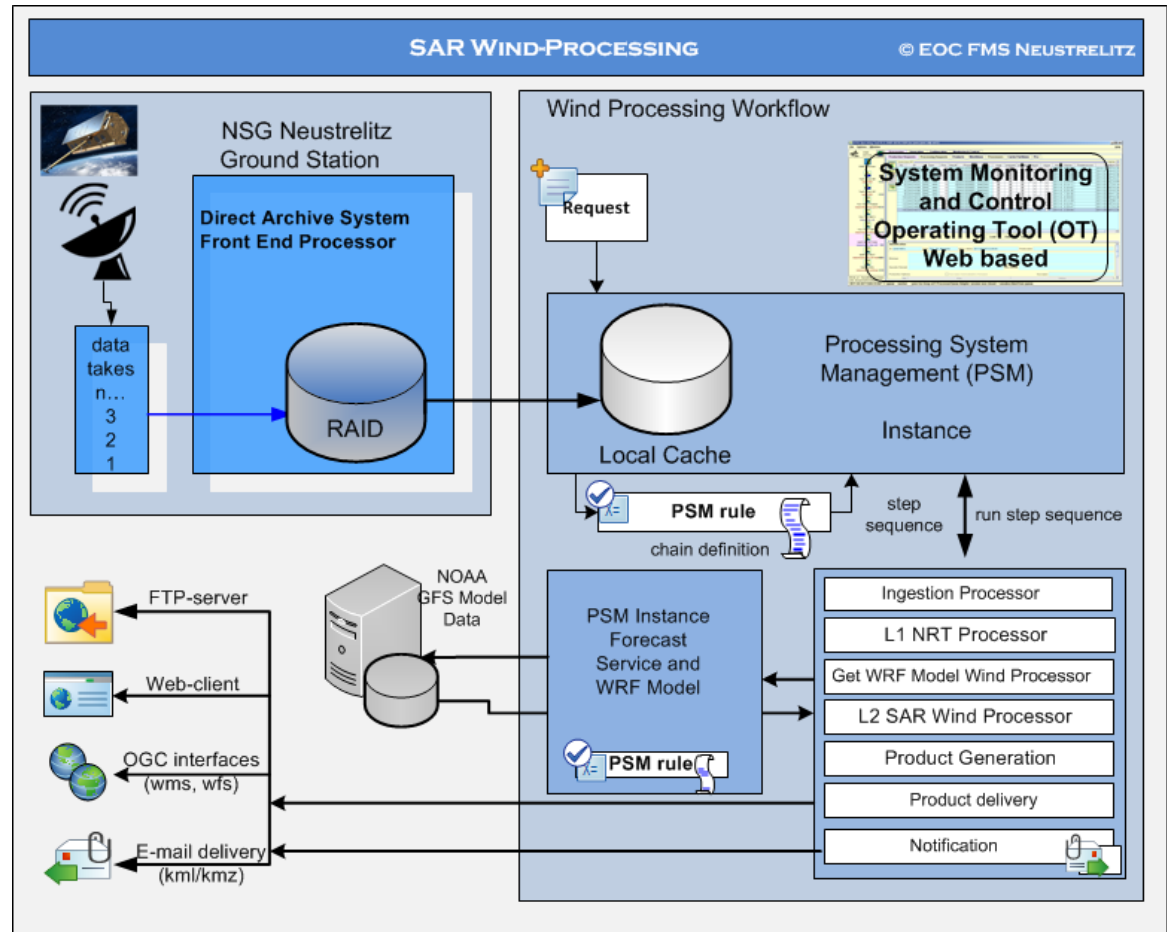 SAR WIND-PROCESSING
© EOC FMS NEUSTRELITZ
NSG Neustrelitz
Ground Station
Direct Archive System
Front End Processor
data
takes
n...
3
2
1
RAID
Wind Processing Workflow
Request
System Monitoring
and Control
Operating Tool (OT)
Web based
Processing System
Management (PSM)
Instance
Local Cache
λ=
PSM rule
chain definition
step
sequence
run step sequence
NOAA
GFS Model
Data
PSM Instance
Forecast
Service and
WRF Model
λ=
PSM rule
Ingestion Processor
L1 NRT Processor
Get WRF Model Wind Processor
L2 SAR Wind Processor
Product Generation
Product delivery
Notification
FTP-server
Web-client
OGC interfaces
(wms, wfs)
E-mail delivery
(kml/kmz)